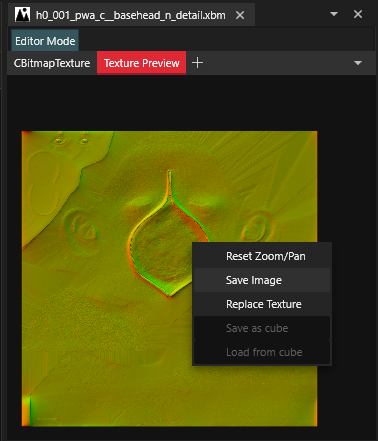 h0_001_pwa_c__basehead_n_detail.xbm
Editor Mode
CBitmapTexture Texture Preview
Reset Zoom/Pan
Save Image
Replace Texture
Save as cube
Load from cube